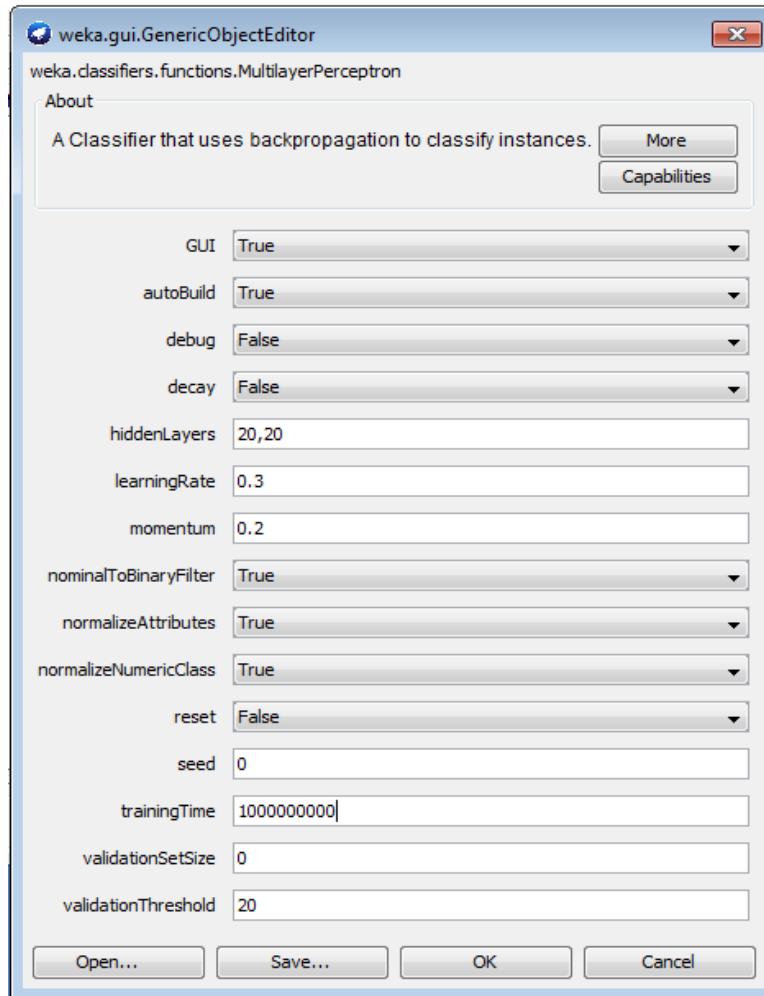 weka.gui.GenericObjectEditor
weka.classifiers.functions.MultilayerPerceptron
About
A Classifier that uses backpropagation to classify instances. More
Capabilities
GUI True
autoBuild True
debug False
decay False
hiddenLayers 20,20
learningRate 0.3
momentum 0.2
nominalToBinaryFilter True
normalizeAttributes True
normalizeNumericClass True
reset False
seed 0
trainingTime 1000000000
validationSetSize 0
validationThreshold 20
Open... Save... OK Cancel